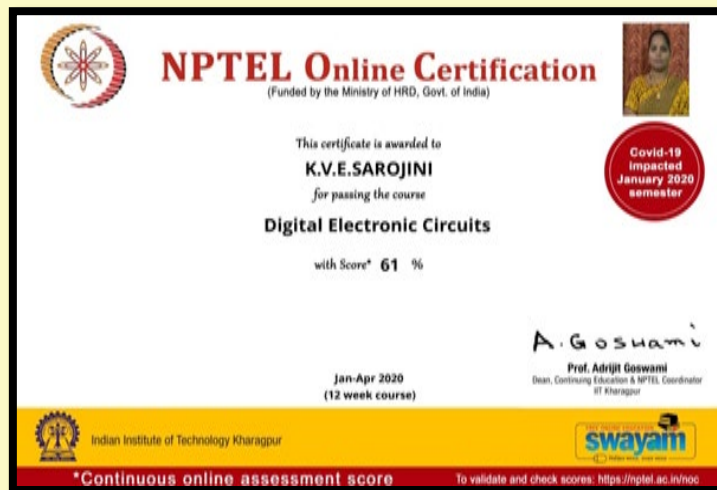 NPTEL Online Certification
(Funded by the Ministry of HRD, Govt. of India)
This certificate is awarded to
K.V.E.SAROJINI
for passing the course
Digital Electronic Circuits
with Score* 61 %
Covid-19
impacted
January 2020
semester
A. Goswami
Prof. Adrijit Goswami
Dean, Continuing Education & NPTEL Coordinator
IIT Kharagpur
Jan-Apr 2020
(12 week course)
Indian Institute of Technology Kharagpur
FREE ONLINE EDUCATION
swayam
*Continuous online assessment score
To validate and check scores: https://nptel.ac.in/noc